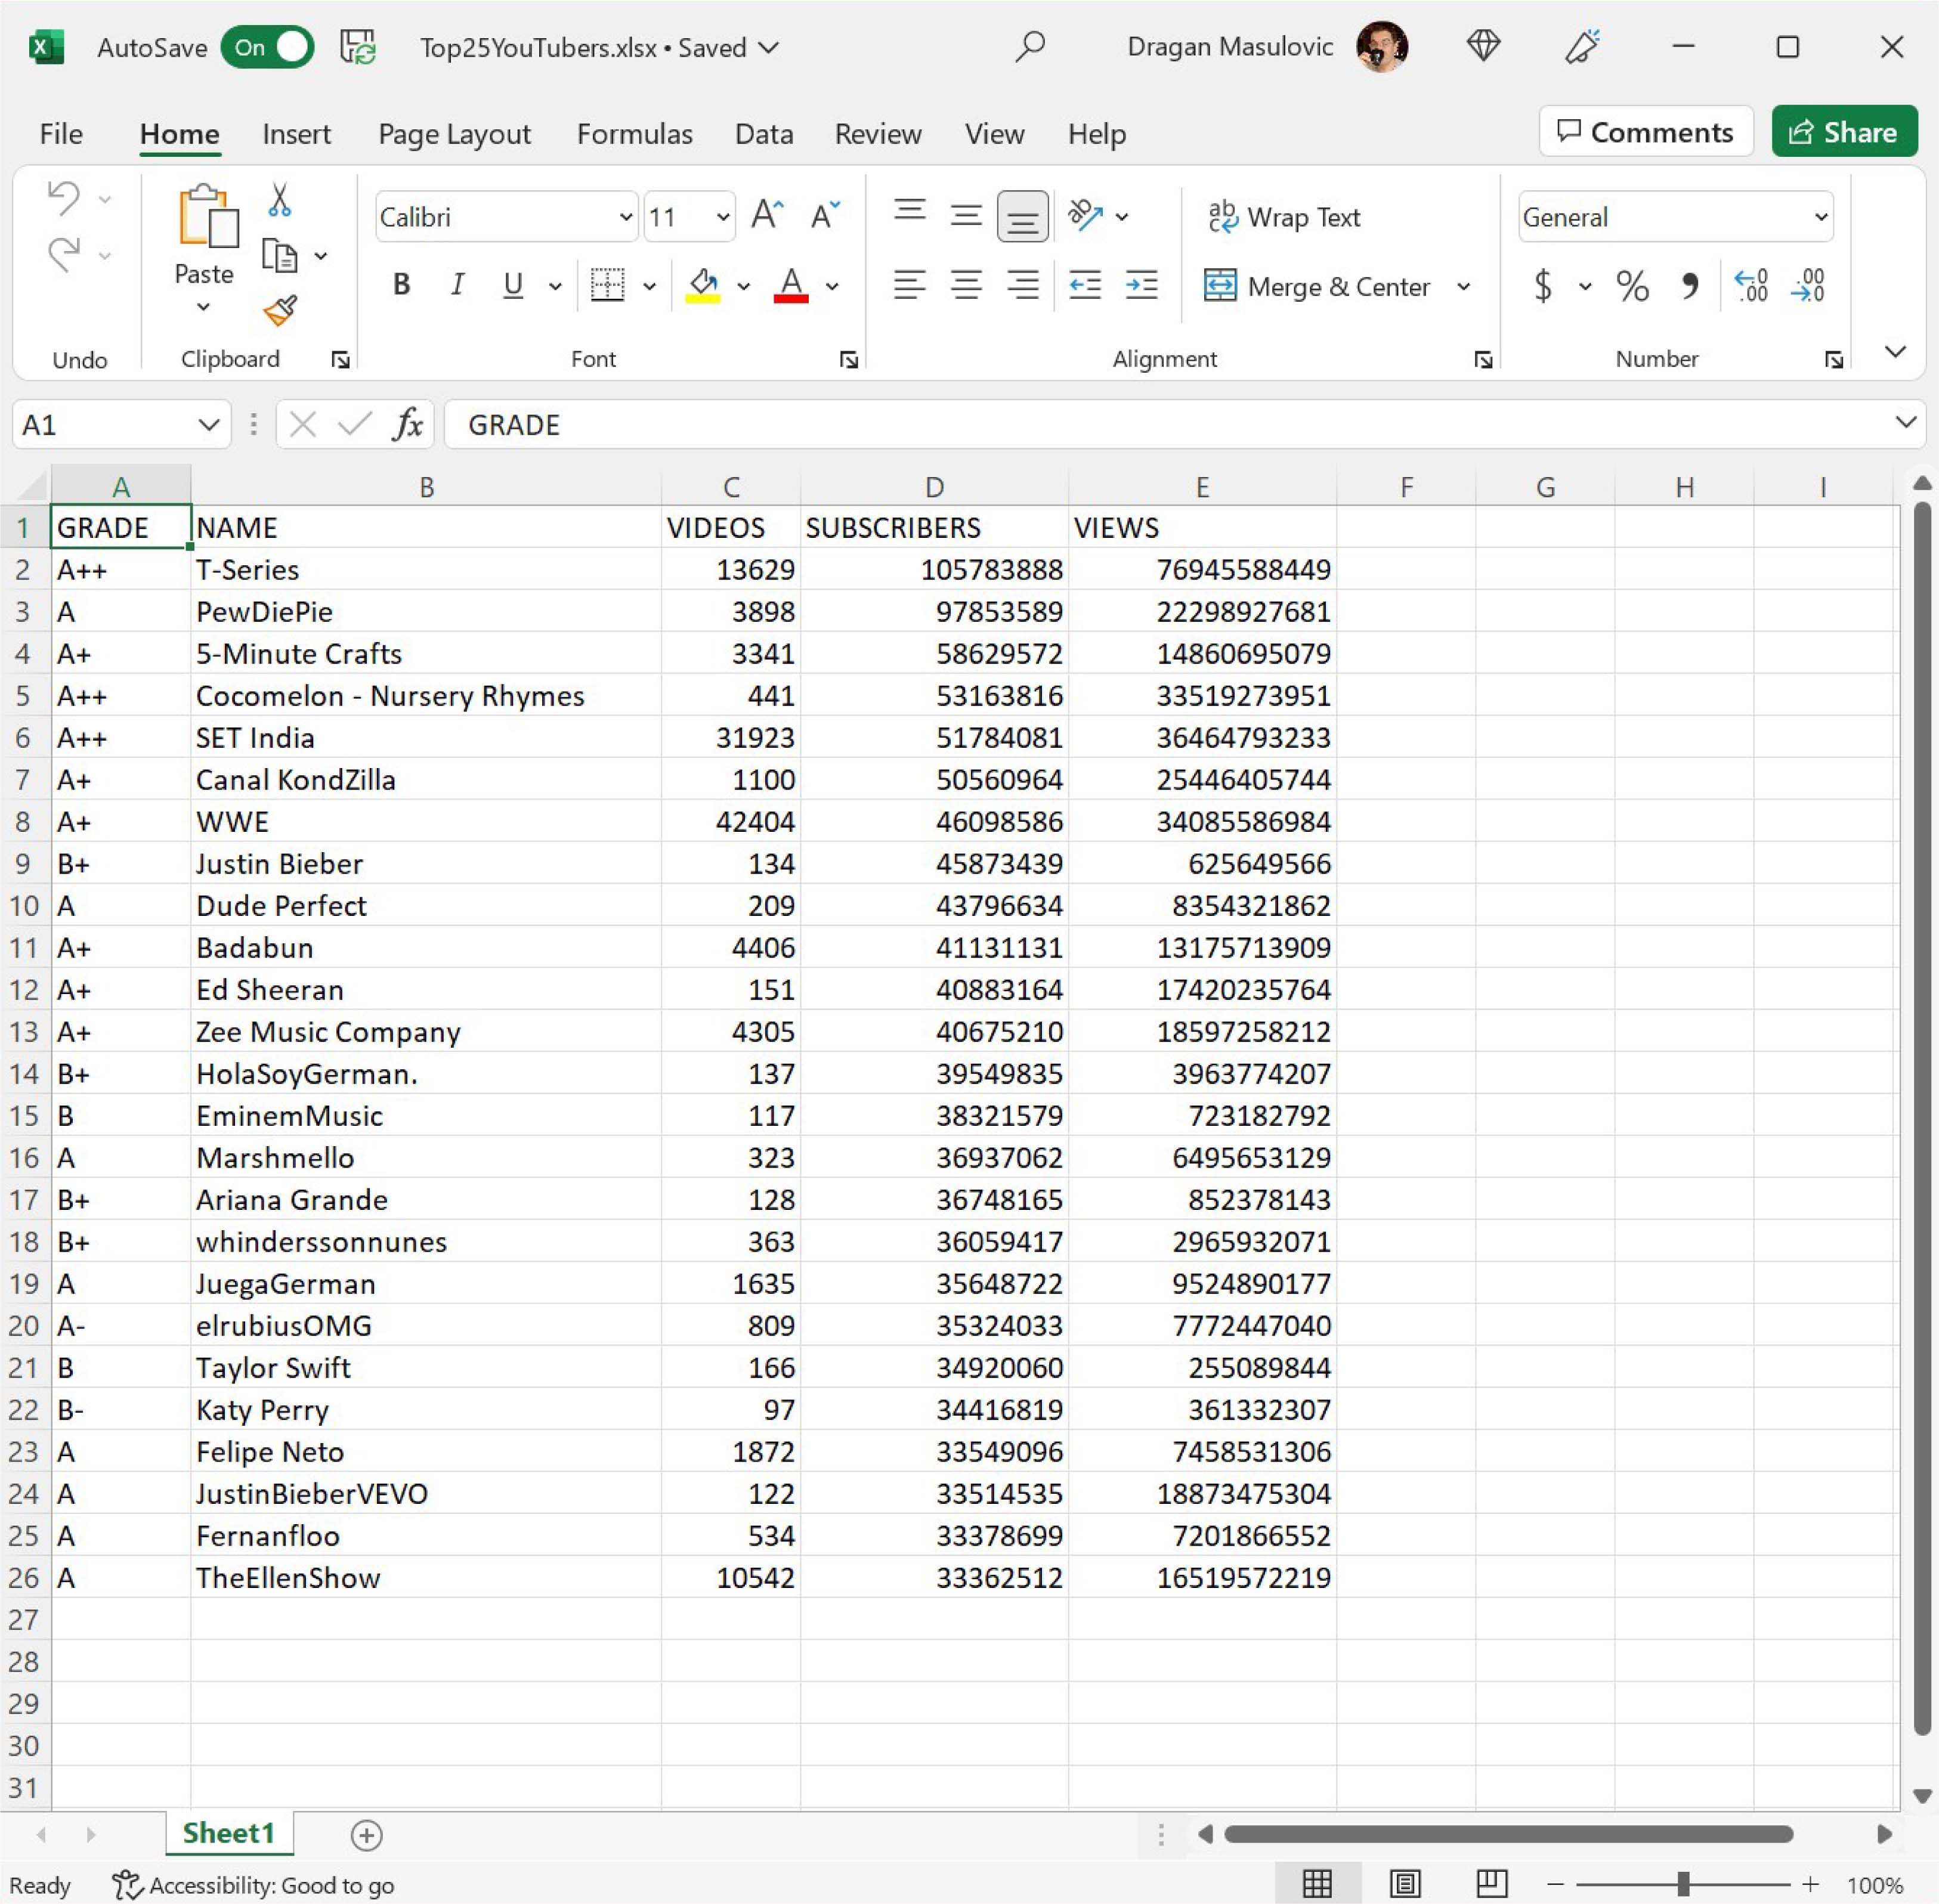 AutoSave On Top25YouTubers.xlsx • Saved Dragan Masulovic
File Home Insert Page Layout Formulas Data Review View Help Comments Share
Calibri 11 Wrap Text General
Paste B I U A Merge & Center $ % 9
Undo Clipboard Font Alignment Number
A1 fx GRADE
A B C D E F G H I
1 GRADE NAME VIDEOS SUBSCRIBERS VIEWS
2 A++ T-Series 13629 105783888 76945588449
3 A PewDiePie 3898 97853589 22298927681
4 A+ 5-Minute Crafts 3341 58629572 14860695079
5 A++ Cocomelon - Nursery Rhymes 441 53163816 33519273951
6 A++ SET India 31923 51784081 36464793233
7 A+ Canal KondZilla 1100 50560964 25446405744
8 A+ WWE 42404 46098586 34085586984
9 B+ Justin Bieber 134 45873439 625649566
10 A Dude Perfect 209 43796634 8354321862
11 A+ Badabun 4406 41131131 13175713909
12 A+ Ed Sheeran 151 40883164 17420235764
13 A+ Zee Music Company 4305 40675210 18597258212
14 B+ HolaSoyGerman. 137 39549835 3963774207
15 B EminemMusic 117 38321579 723182792
16 A Marshmello 323 36937062 6495653129
17 B+ Ariana Grande 128 36748165 852378143
18 B+ whinderssonnunes 363 36059417 2965932071
19 A JuegaGerman 1635 35648722 9524890177
20 A- elrubiusOMG 809 35324033 7772447040
21 B Taylor Swift 166 34920060 255089844
22 B- Katy Perry 97 34416819 361332307
23 A Felipe Neto 1872 33549096 7458531306
24 A JustinBieberVEVO 122 33514535 18873475304
25 A Fernanfloo 534 33378699 7201866552
26 A TheEllenShow 10542 33362512 16519572219
27
28
29
30
31
Sheet1
Ready Accessibility: Good to go 100%